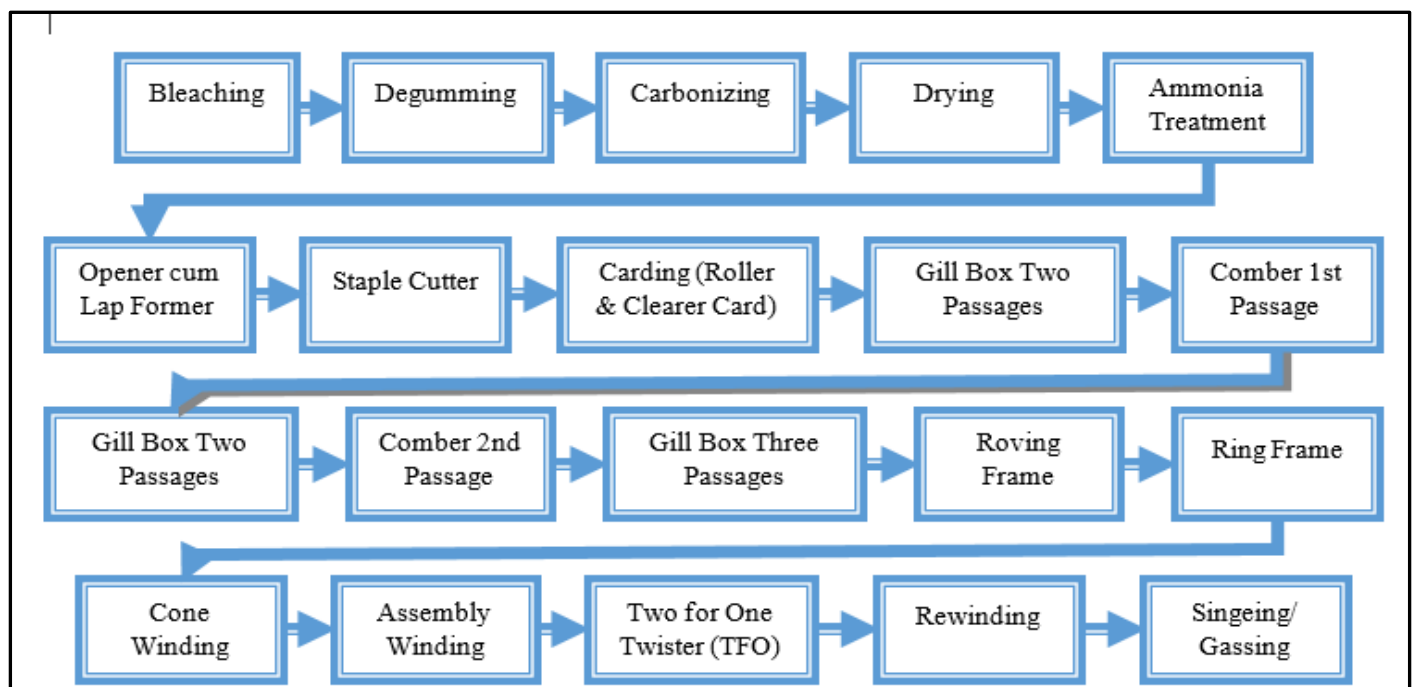 Bleaching
Degumming
Carbonizing
Drying
Ammonia
Treatment
Opener cum
Lap Former
Staple Cutter
Carding (Roller
& Clearer Card)
Gill Box Two
Passages
Comber 1st
Passage
Gill Box Two
Passages
Comber 2nd
Passage
Gill Box Three
Passages
Roving
Frame
Ring Frame
Cone
Winding
Assembly
Winding
Two for One
Twister (TFO)
Rewinding
Singeing/
Gassing